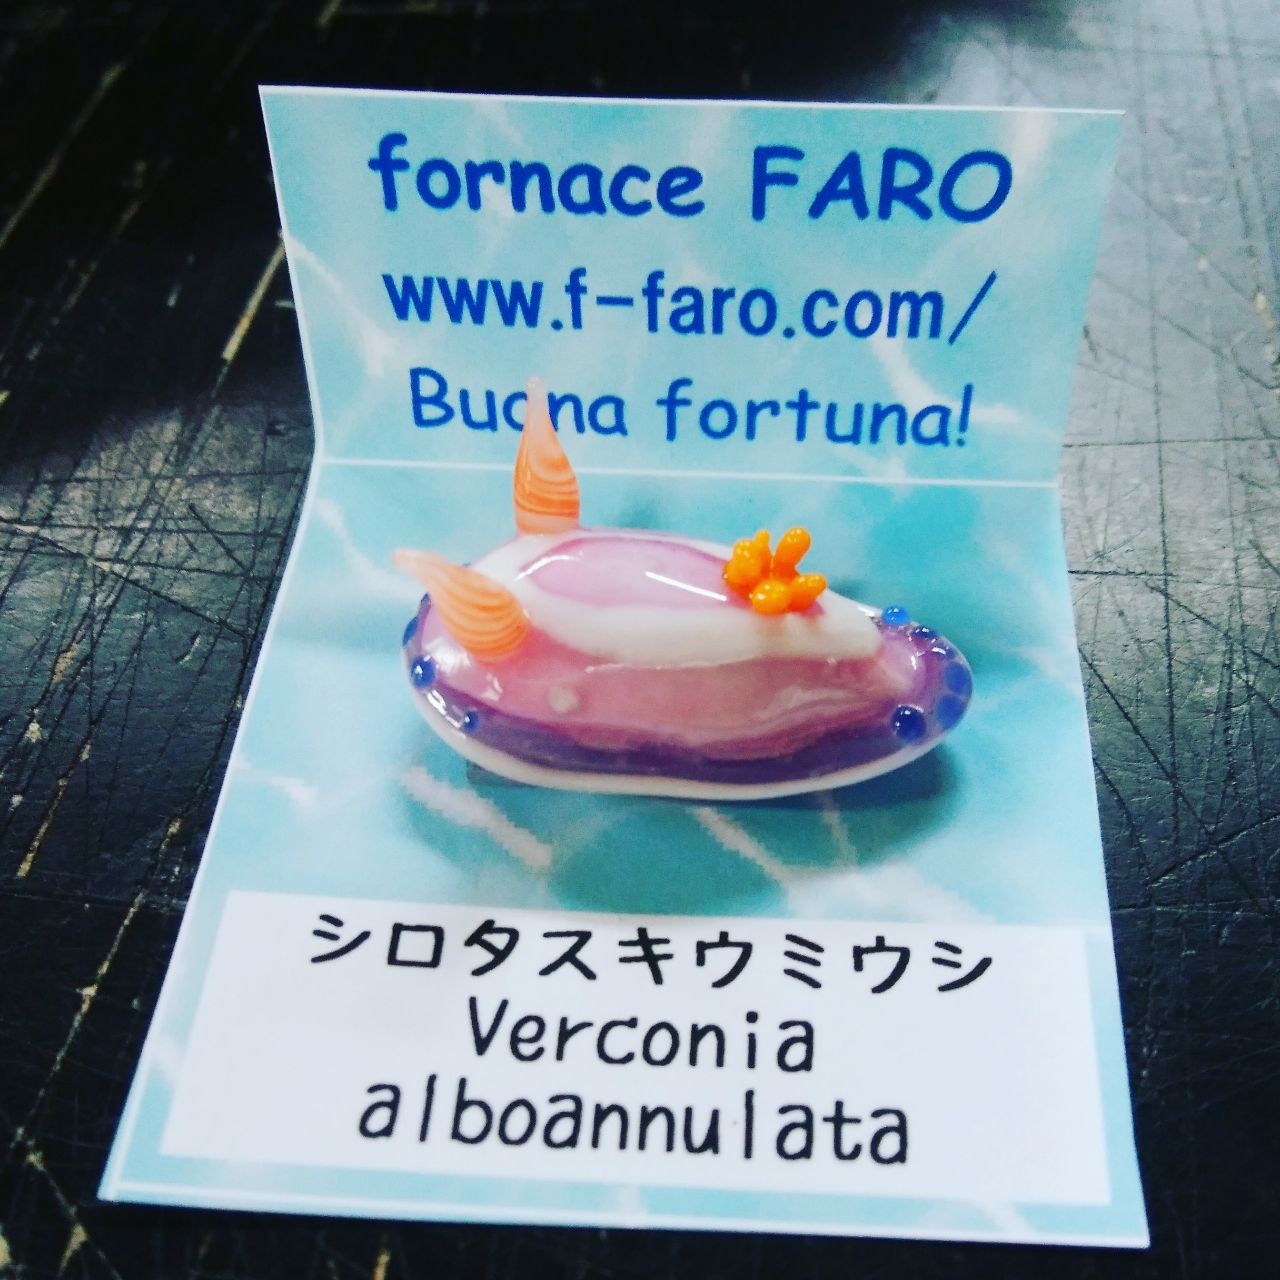 fornace FARO
www.f-faro.com/
Buona fortuna!
シロタスキウミウシ
Verconia
alboannulata